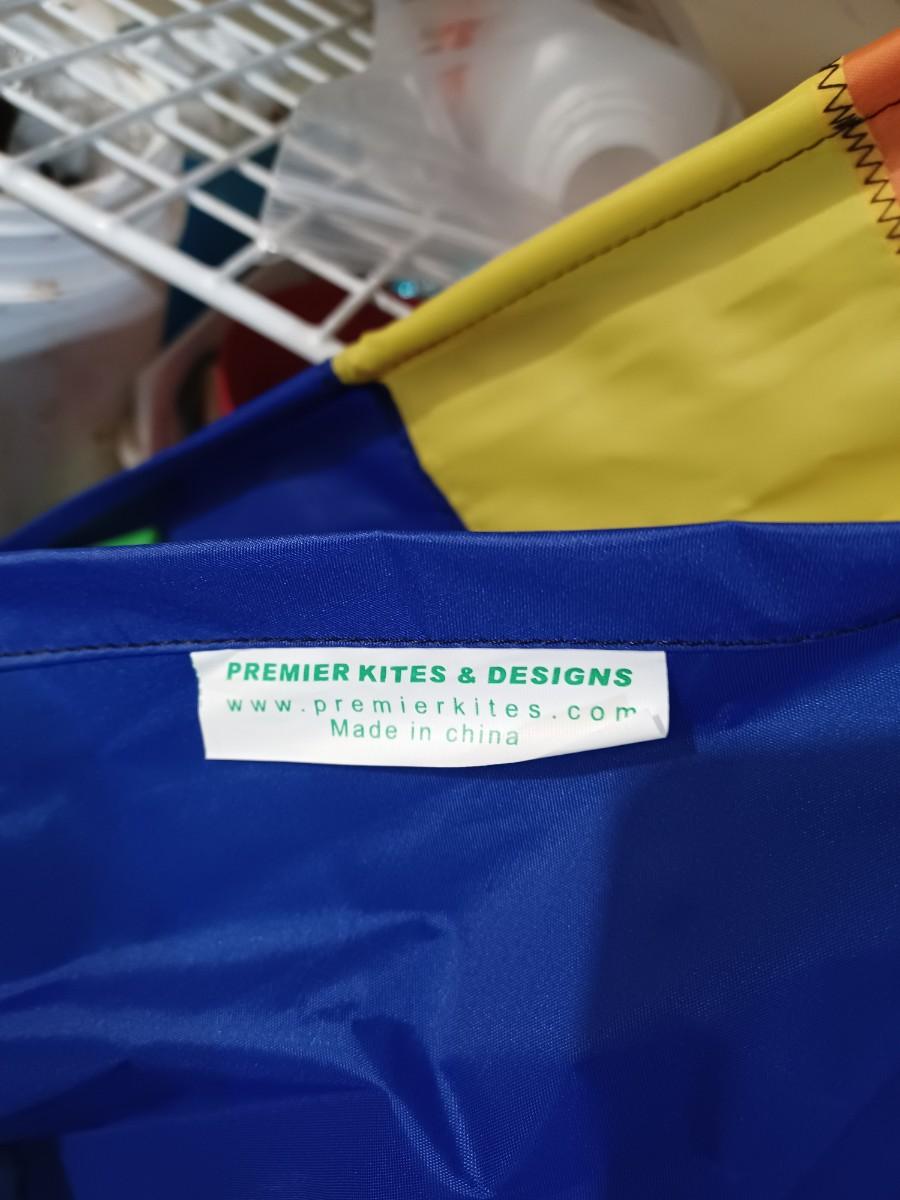 PREMIER KITES & DESIGNS
www.premierkites.com
Made in china